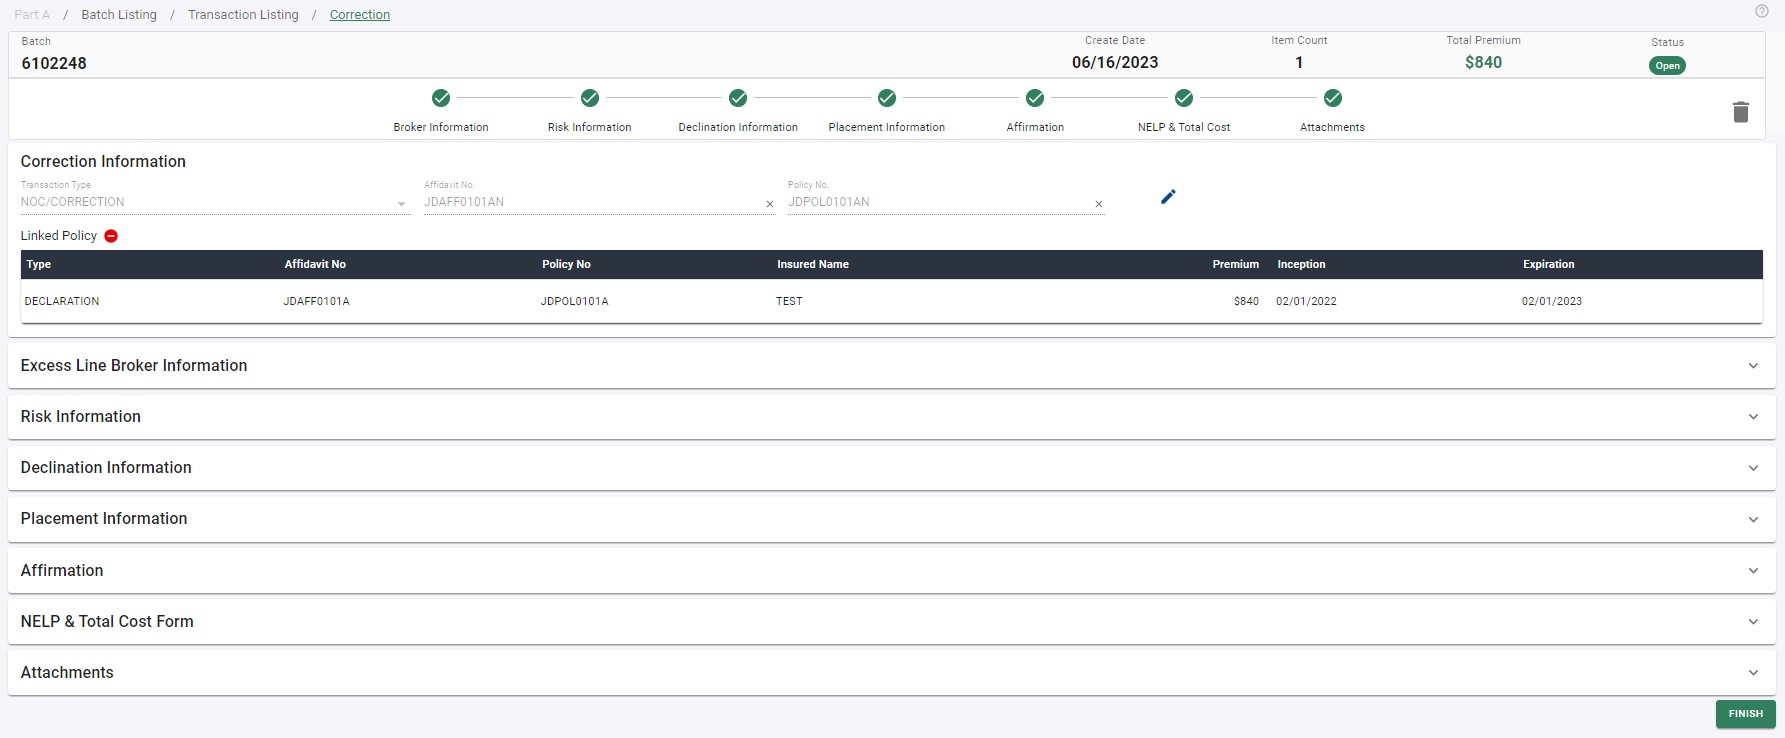 Part A / Batch Listing / Transaction Listing / Correction
Batch Create Date Item Count Total Premium Status
6102248 06/16/2023 1 $840 Open
Broker Information Risk Information Declination Information Placement Information Affirmation NELP & Total Cost Attachments
Correction Information
Transaction Type Affidavit No. Policy No.
NOC/CORRECTION JDAFF0101AN JDPOL0101AN
Linked Policy
Type Affidavit No Policy No Insured Name Premium Inception Expiration
DECLARATION JDAFF0101A JDPOL0101A TEST $840 02/01/2022 02/01/2023
Excess Line Broker Information
Risk Information
Declination Information
Placement Information
Affirmation
NELP & Total Cost Form
Attachments
FINISH